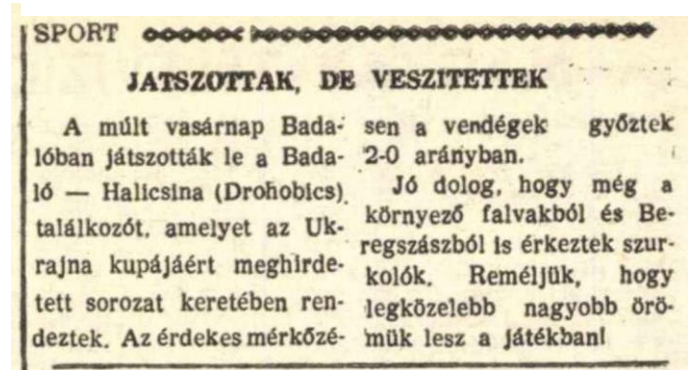 SPORT
JATSZOTTAK, DE VESZITETTEK
A múlt vasárnap Bada-
lóban játszották le a Bada-
ló — Halicsina (Drohobics)
találkozót, amelyet az Uk-
rajna kupájáért meghirde-
tett sorozat keretében ren-
deztek. Az érdekes mérkőzé-
sen a vendégek győztek
2-0 arányban.
Jó dolog, hogy még a
környező falvakból és Be-
regszászból is érkeztek szur-
kolók. Reméljük, hogy
legközelebb nagyobb örö-
mük lesz a játékban!